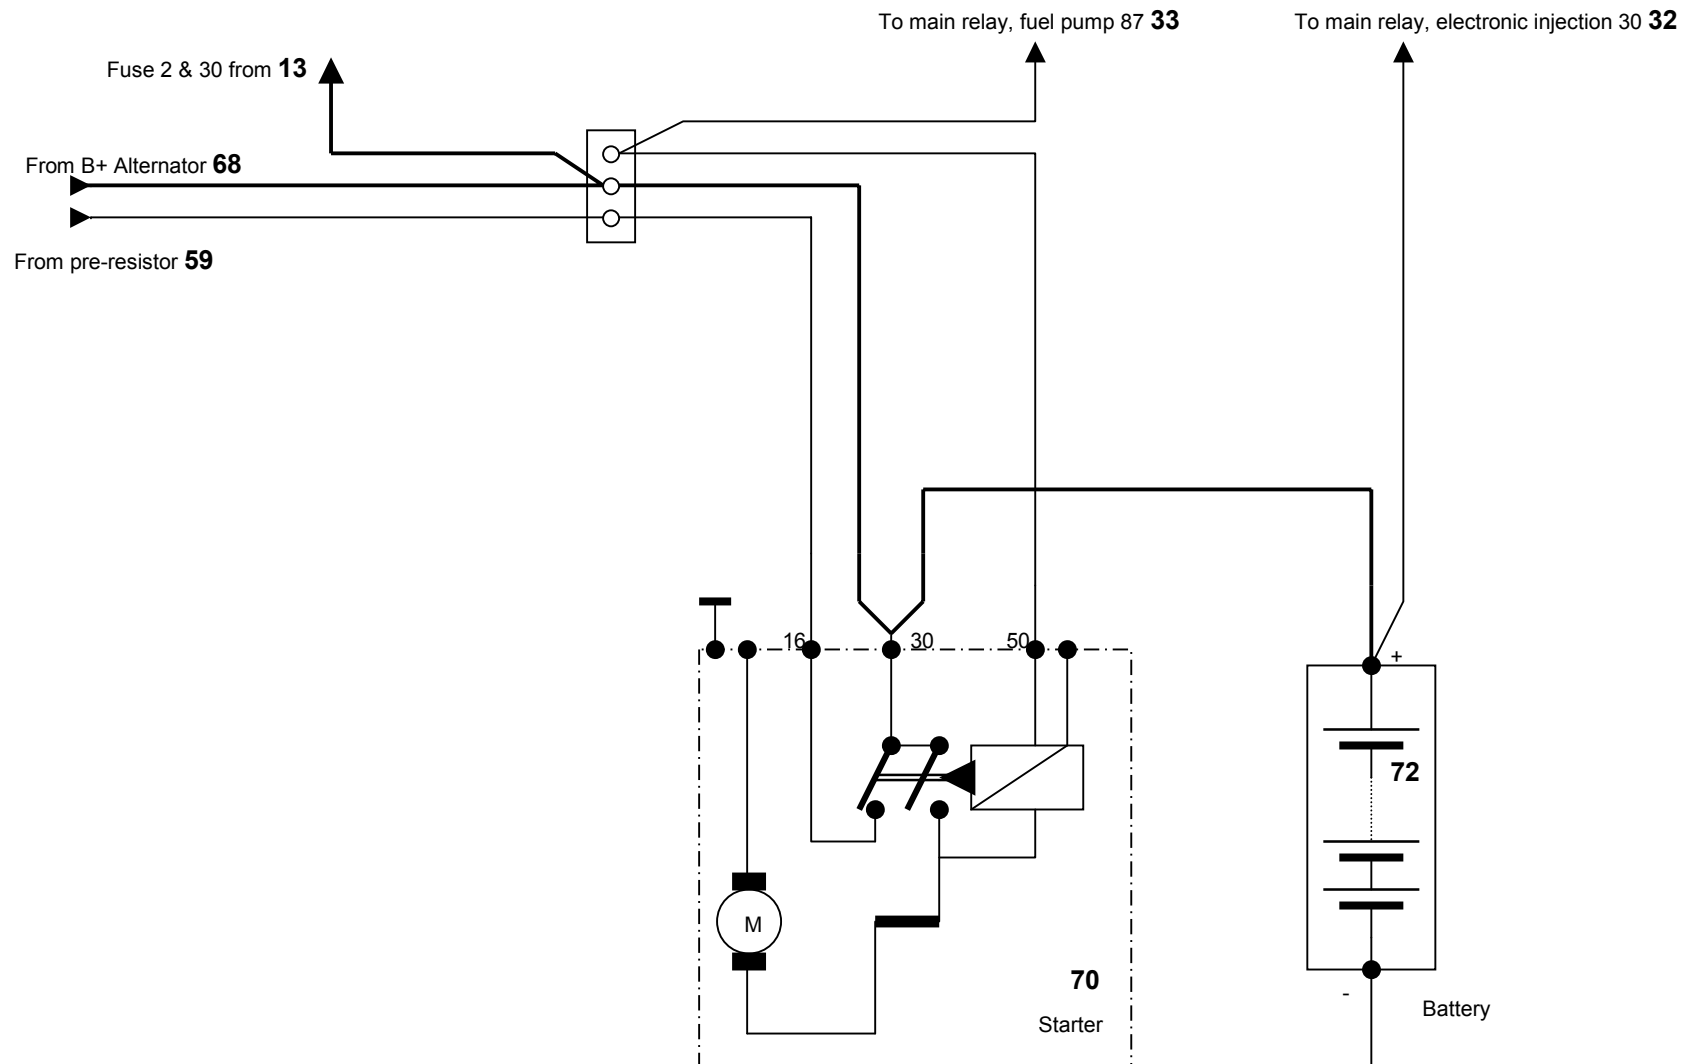 To main relay, fuel pump 87 33
To main relay, electronic injection 30 32
Fuse 2 & 30 from 13
From B+ Alternator 68
From pre-resistor 59
16
30
50
+
72
M
70
Starter
-
Battery